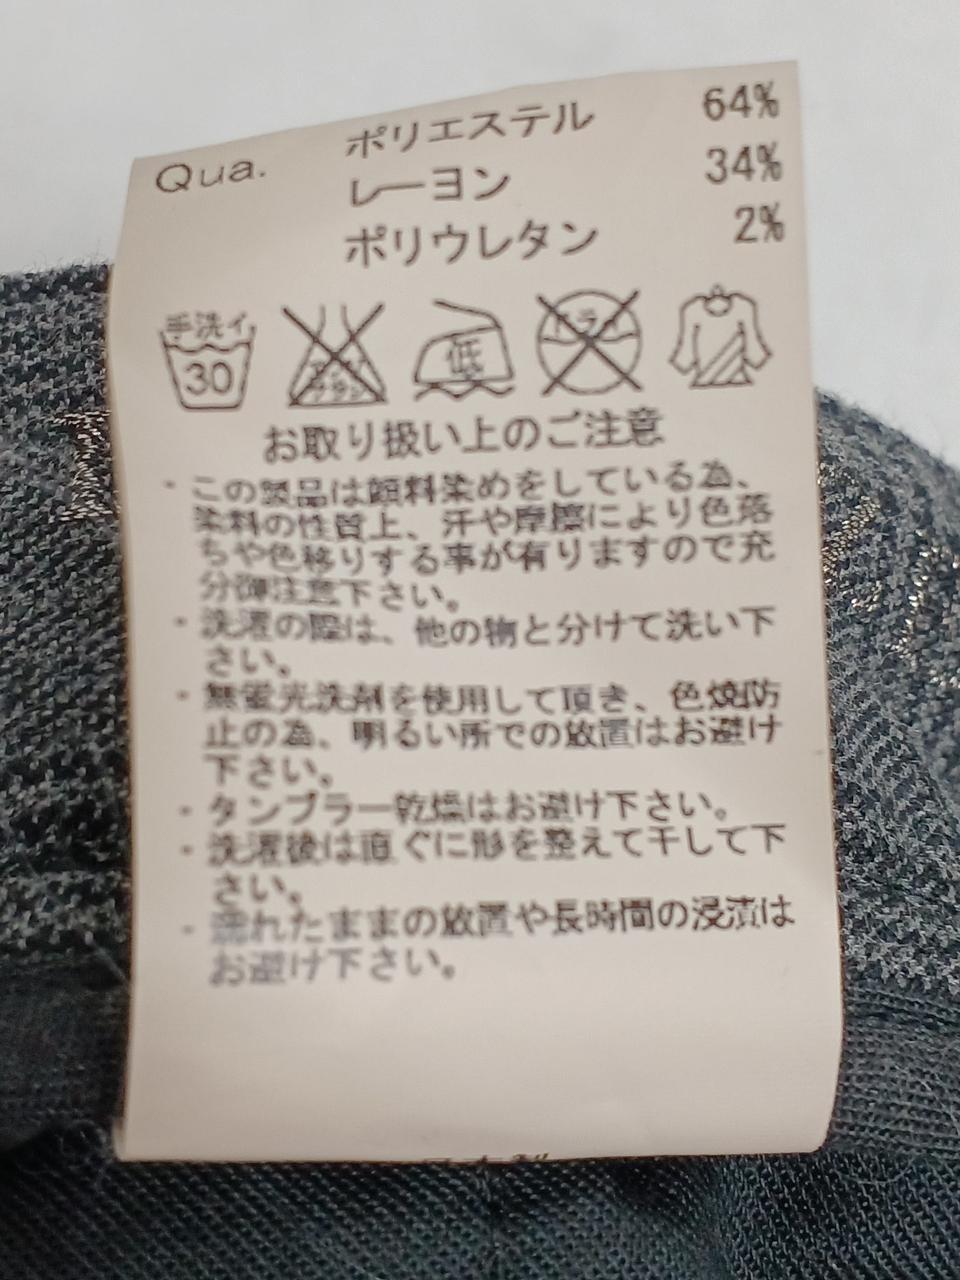 Qua.
ポリエステル 64%
レーヨン 34%
ポリウレタン 2%
手洗イ 30
低
ドライ
お取り扱い上のご注意
・この製品は顔料染めをしている為、
染料の性質上、汗や摩擦により色落
ちや色移りする事が有りますので充
分御注意下さい。
・洗濯の際は、他の物と分けて洗い下
さい。
・無蛍光洗剤を使用して頂き、色焼防
止の為、明るい所での放置はお避け
下さい。
・タンブラー乾燥はお避け下さい。
・洗濯後は直ぐに形を整えて干して下
さい。
・濡れたままの放置や長時間の浸漬は
お避け下さい。